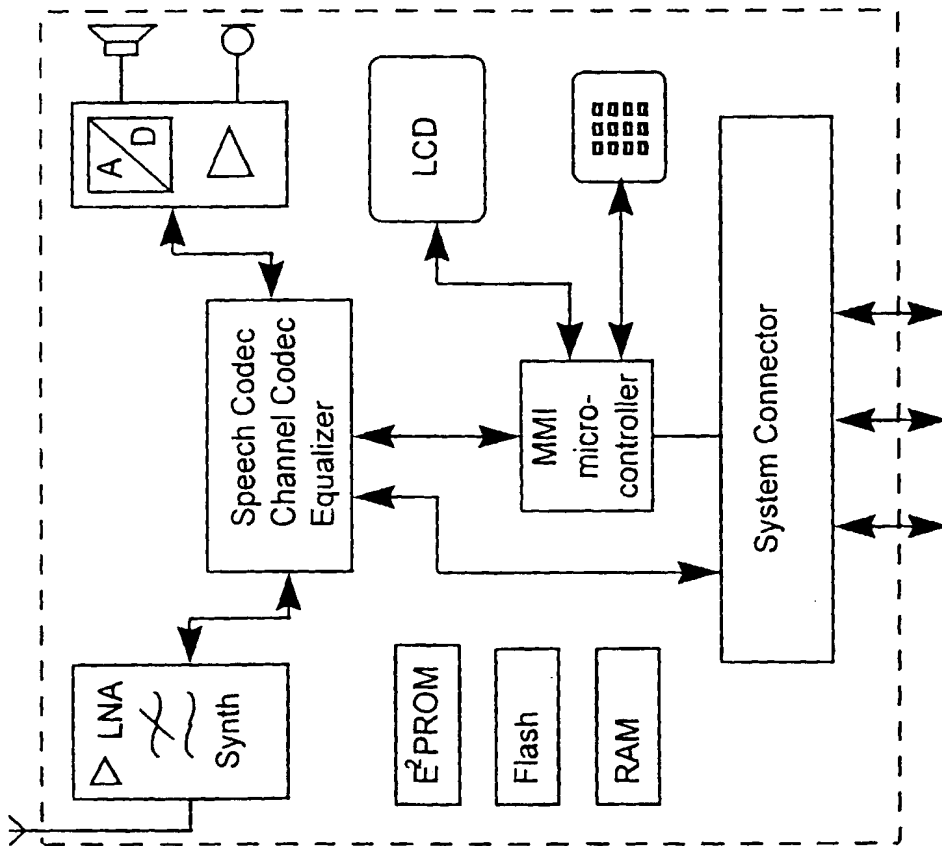 LNA
Synth
Speech Codec
Channel Codec
Equalizer
A
D
E²PROM
Flash
RAM
MMI
micro-
controller
LCD
System Connector